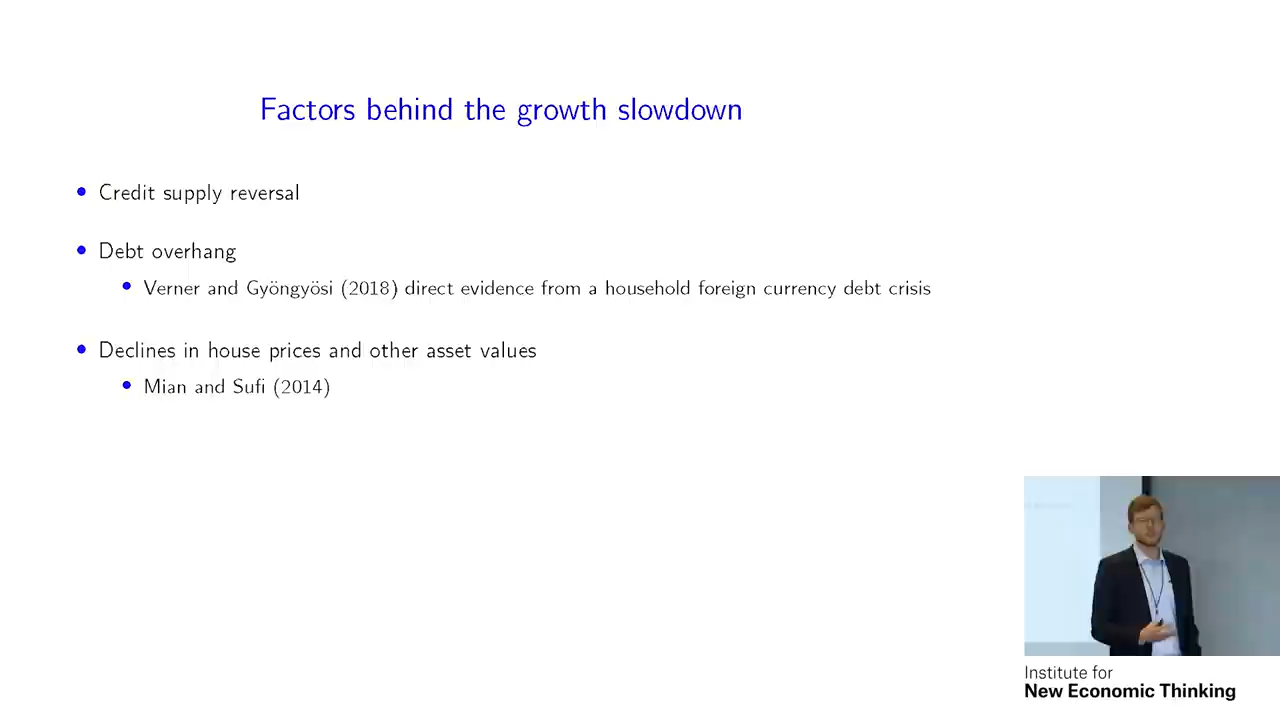 Factors behind the growth slowdown
• Credit supply reversal
• Debt overhang
• Verner and Gyöngyösi (2018) direct evidence from a household foreign currency debt crisis
• Declines in house prices and other asset values
• Mian and Sufi (2014)
Institute for
New Economic Thinking